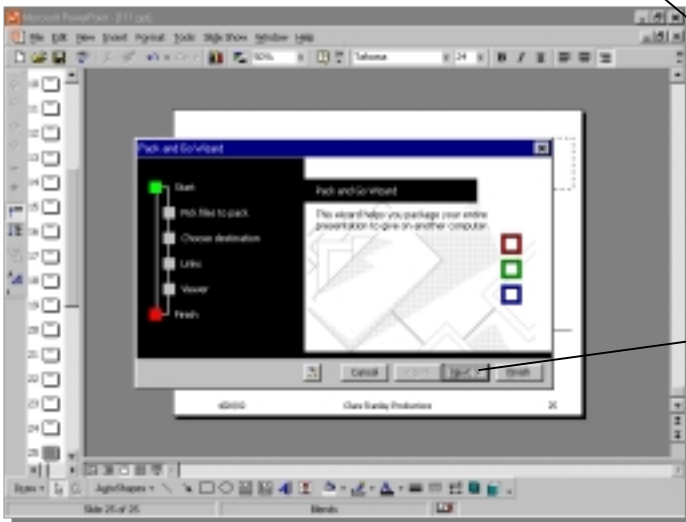 Microsoft PowerPoint - [
File Edit View Insert Format Tools Slide Show Window Help
50% Tahoma 24 B I
Pack and Go Wizard
Start
Pick files to pack
Choose destination
Links
Viewer
Finish
Pack and Go Wizard
This wizard helps you package your entire
presentation to give on another computer.
Cancel Next > Finish
Productions
Draw AutoShapes
Slide 25 of 25 Blends